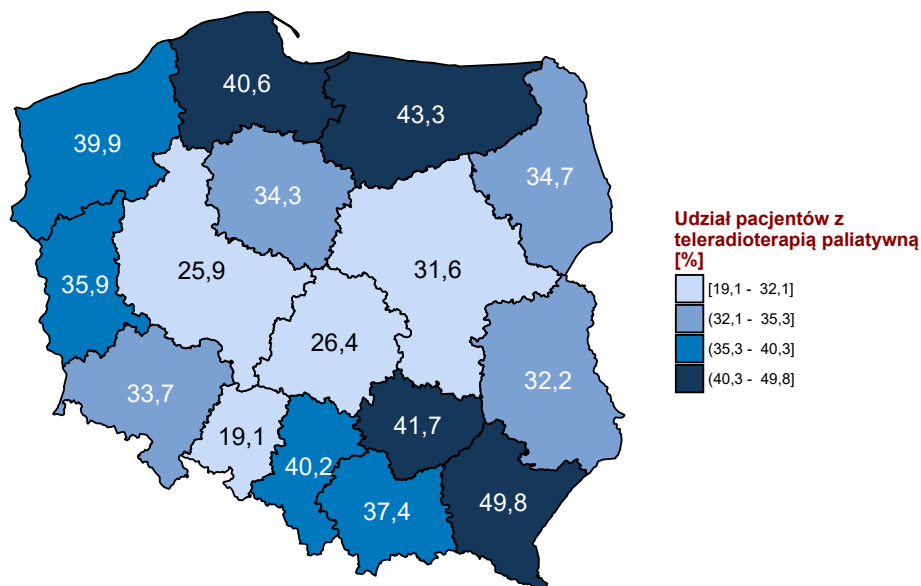 40,6
43,3
39,9
34,7
34,3
25,9
31,6
35,9
26,4
33,7
32,2
19,1
41,7
40,2
49,8
37,4
Udział pacjentów z
teleradioterapią paliatywną
[%]
[19,1 - 32,1]
(32,1 - 35,3]
(35,3 - 40,3]
(40,3 - 49,8]